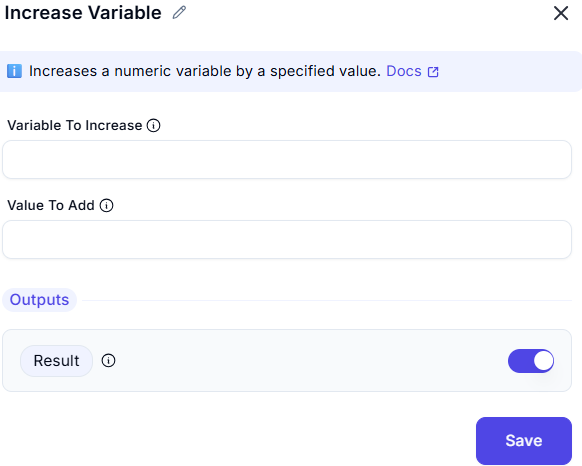 Increase Variable
Increases a numeric variable by a specified value. Docs
Variable To Increase
Value To Add
Outputs
Result
Save